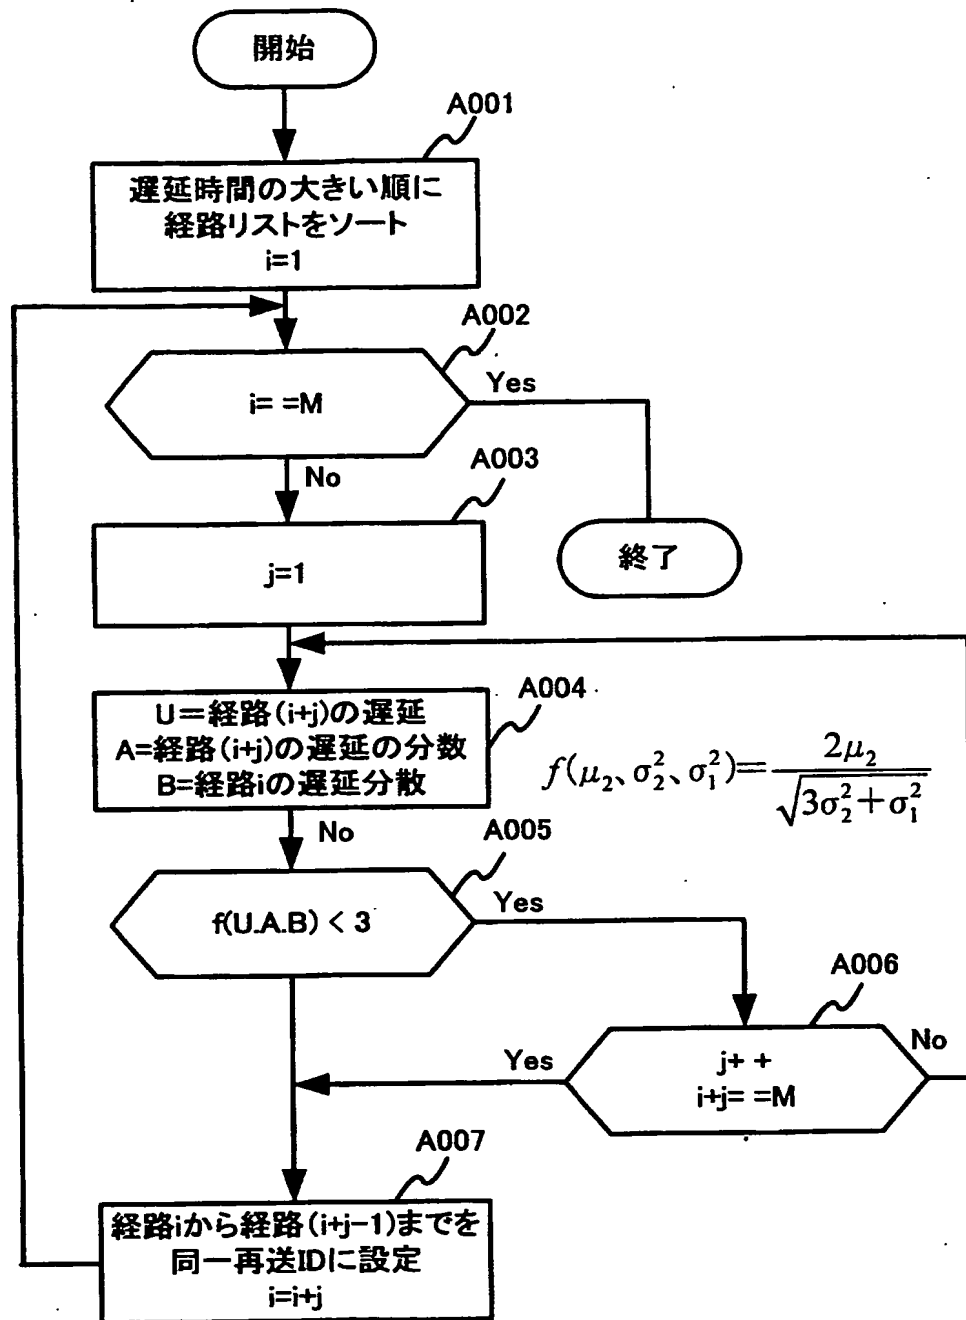 開始
A001
遅延時間の大きい順に
経路リストをソート
i=1
A002
i= =M
Yes
No
A003
j=1
終了
A004
U=経路(i+j)の遅延
A=経路(i+j)の遅延の分数
B=経路iの遅延分散
f(μ₂、σ₂²、σ₁²)=2μ₂/√(3σ₂²+σ₁²)
No
A005
f(U.A.B) < 3
Yes
A006
j+ +
i+j= =M
Yes
No
A007
経路iから経路(i+j-1)までを
同一再送IDに設定
i=i+j